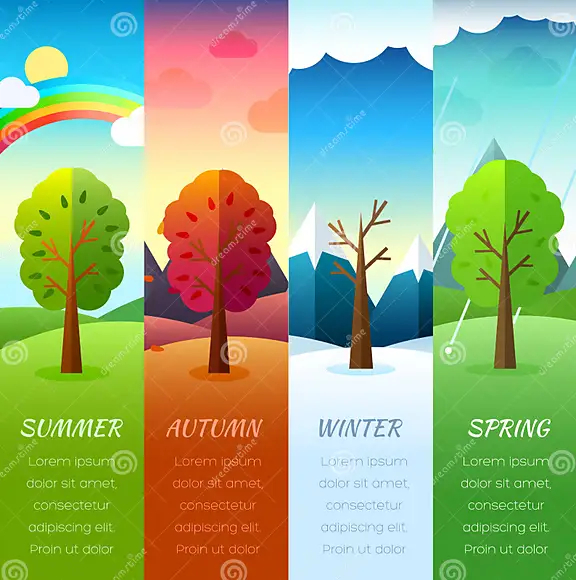 SUMMER
Lorem ipsum
dolor sit amet,
consectetur
adipiscing elit.
Proin ut dolor
AUTUMN
Lorem ipsum
dolor sit amet,
consectetur
adipiscing elit.
Proin ut dolor
WINTER
Lorem ipsum
dolor sit amet,
consectetur
adipiscing elit.
Proin ut dolor
SPRING
Lorem ipsum
dolor sit amet,
consectetur
adipiscing elit.
Proin ut dolor
dreamstime